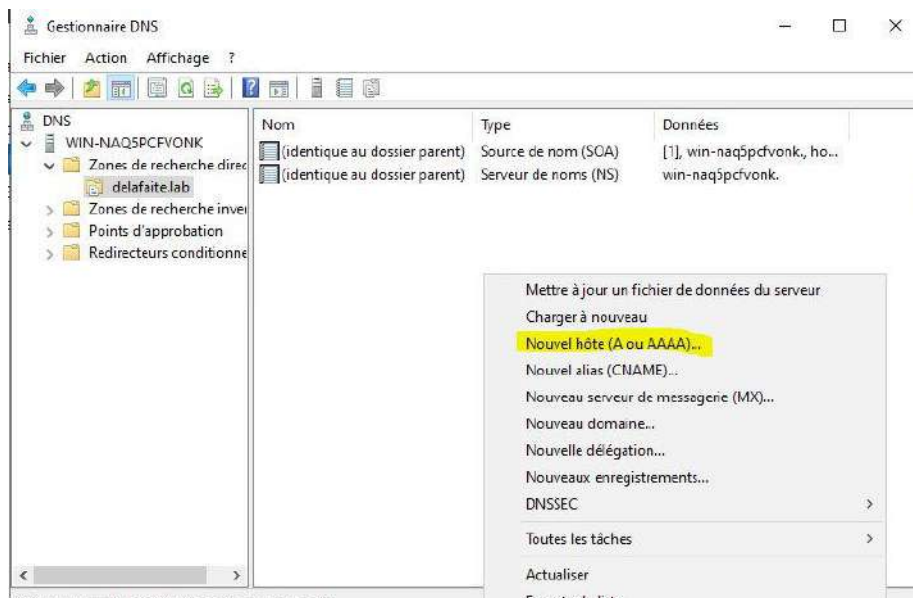 Gestionnaire DNS
Fichier Action Affichage ?
DNS
WIN-NAQ5PCFVONK
Zones de recherche direc
delafaite.lab
Zones de recherche inver
Points d'approbation
Redirecteurs conditionne
Nom Type Données
(identique au dossier parent) Source de nom (SOA) [1], win-naq5pcfvonk., ho...
(identique au dossier parent) Serveur de noms (NS) win-naq5pcfvonk.
Mettre à jour un fichier de données du serveur
Charger à nouveau
Nouvel hôte (A ou AAAA)...
Nouvel alias (CNAME)...
Nouveau serveur de messagerie (MX)...
Nouveau domaine...
Nouvelle délégation...
Nouveaux enregistrements...
DNSSEC
Toutes les tâches
Actualiser